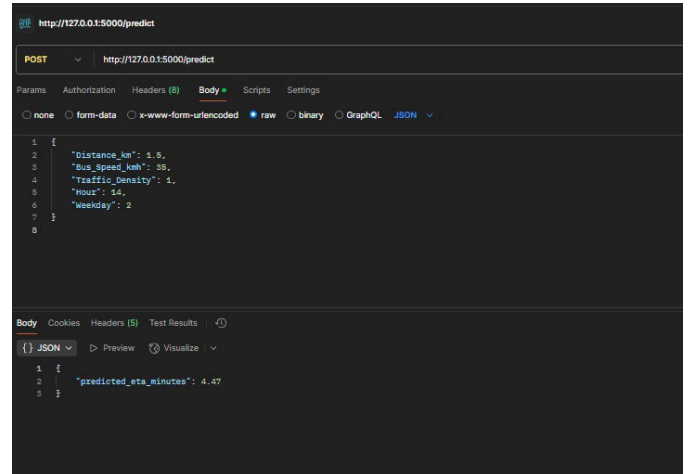 HTTP http://127.0.0.1:5000/predict
POST http://127.0.0.1:5000/predict
Params Authorization Headers (8) Body Scripts Settings
none form-data x-www-form-urlencoded raw binary GraphQL JSON
1 {
2 "Distance_km": 1.5,
3 "Bus_Speed_kmh": 35,
4 "Traffic_Density": 1,
5 "Hour": 14,
6 "Weekday": 2
7 }
8
Body Cookies Headers (5) Test Results
{} JSON Preview Visualize
1 {
2 "predicted_eta_minutes": 4.47
3 }